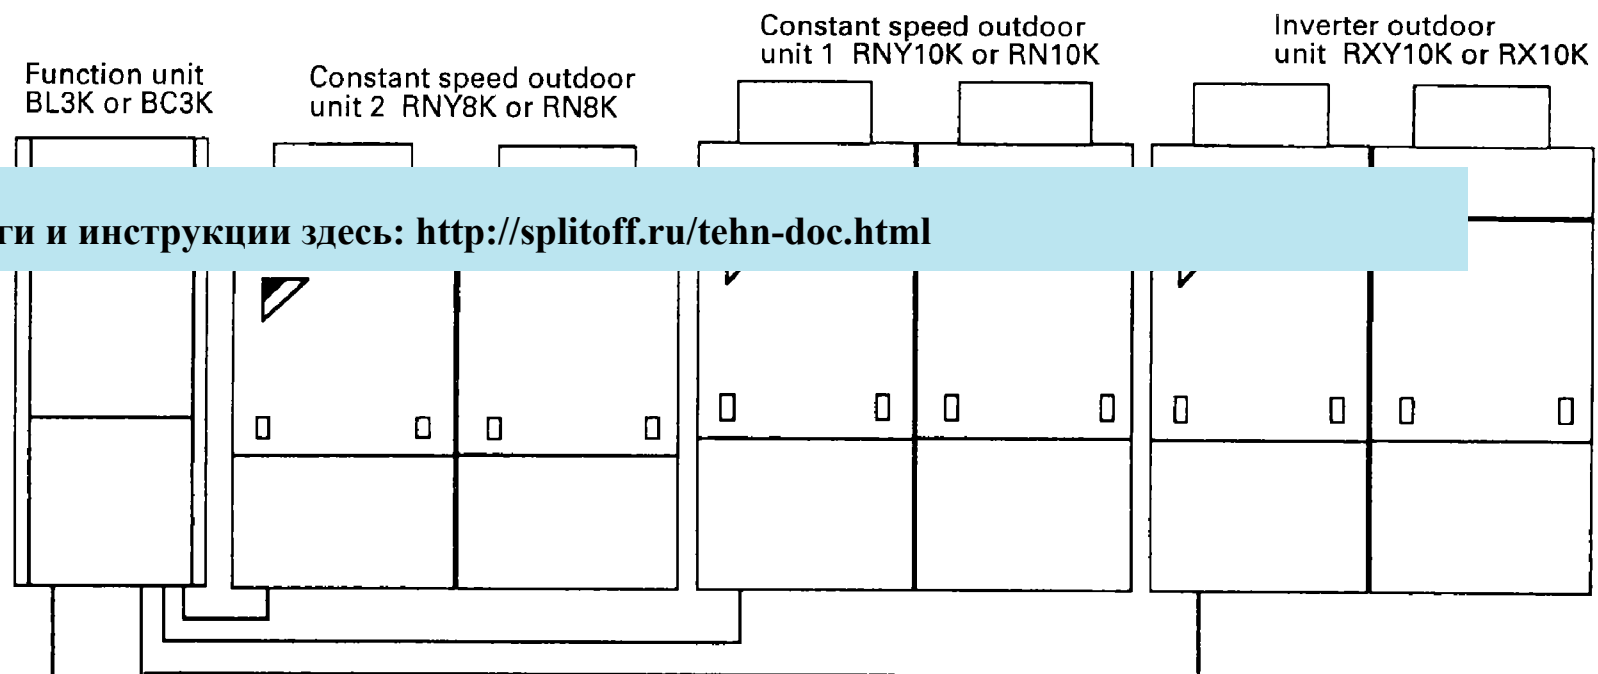 Constant speed outdoor
unit 1 RNY10K or RN10K
Inverter outdoor
unit RXY10K or RX10K
Function unit
BL3K or BC3K
Constant speed outdoor
unit 2 RNY8K or RN8K
и инструкции здесь: http://splitoff.ru/tehn-doc.html